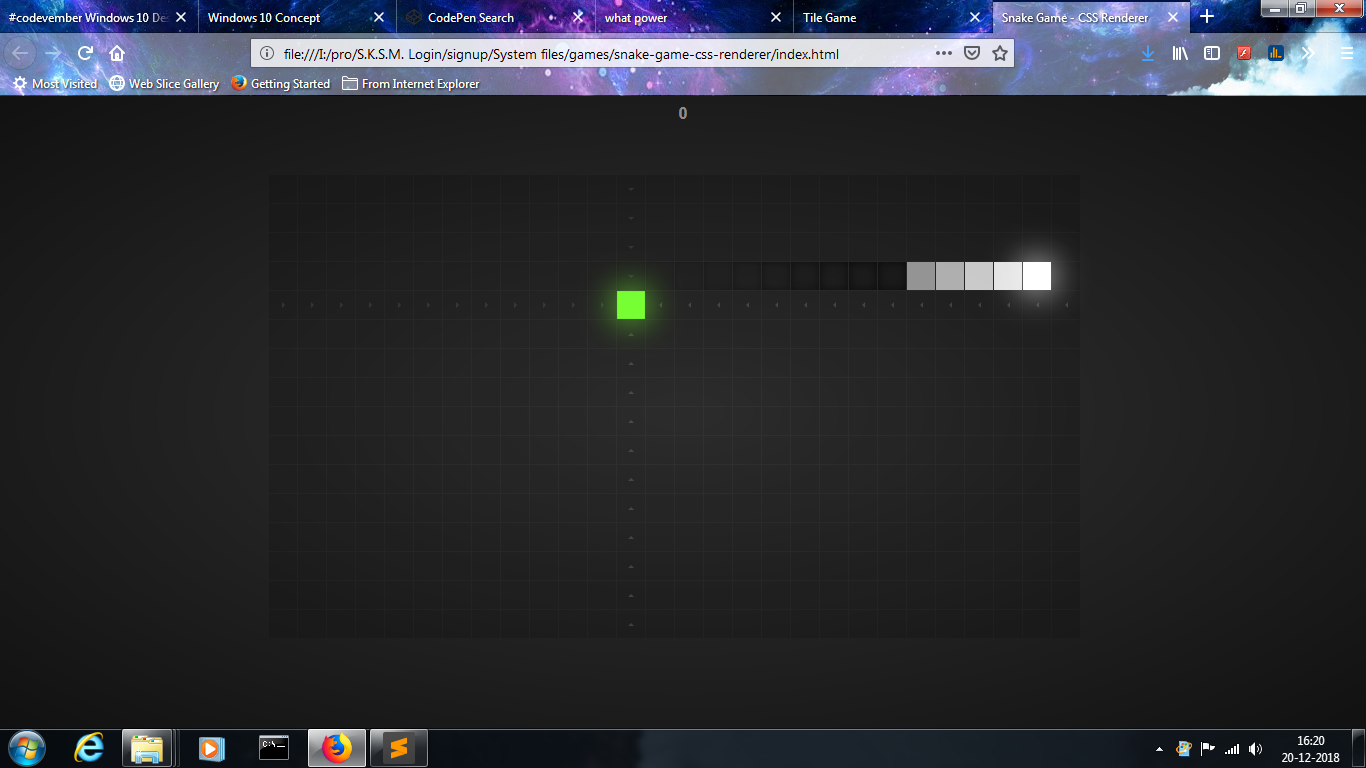 #codevember Windows 10 De
Windows 10 Concept
CodePen Search
what power
Tile Game
Snake Game - CSS Renderer
file:///I:/pro/S.K.S.M. Login/signup/System files/games/snake-game-css-renderer/index.html
Most Visited
Web Slice Gallery
Getting Started
From Internet Explorer
0
C:\
16:20
20-12-2018